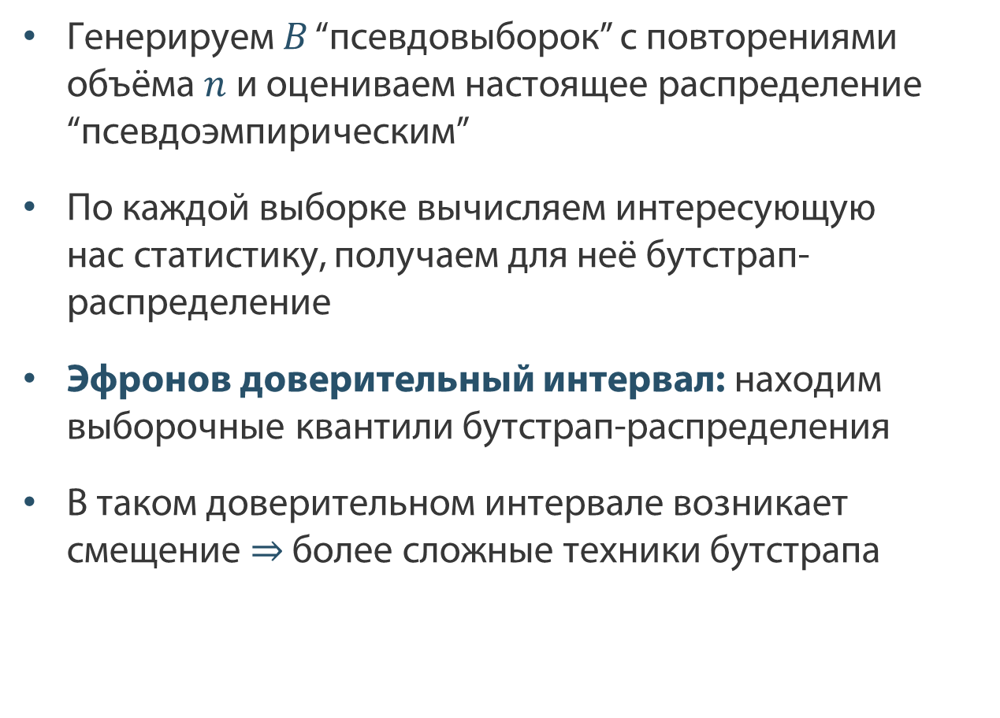 • Генерируем B “псевдовыборок” с повторениями
объёма n и оцениваем настоящее распределение
“псевдоэмпирическим”
• По каждой выборке вычисляем интересующую
нас статистику, получаем для неё бутстрап-
распределение
• Эфронов доверительный интервал: находим
выборочные квантили бутстрап-распределения
• В таком доверительном интервале возникает
смещение ⇒ более сложные техники бутстрапа